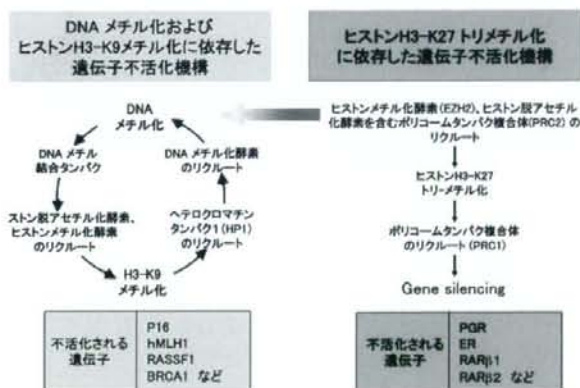 DNA メチル化および
ヒストンH3-K9メチル化に依存した
遺伝子不活化機構
DNA
メチル化
DNA メチル
結合タンパク
DNA メチル化酵素
のリクルート
ストン脱アセチル化酵素、
ヒストンメチル化酵素
のリクルート
ヘテロクロマチン
タンパク1(HP1)
のリクルート
H3-K9
メチル化
不活化される
遺伝子
P16
hMLH1
RASSF1
BRCA1 など
ヒストンH3-K27 トリメチル化
に依存した遺伝子不活化機構
ヒストンメチル化酵素(EZH2)、ヒストン脱アセチル
化酵素を含むポリコームタンパク複合体(PRC2)の
リクルート
ヒストンH3-K27
トリ-メチル化
ポリコームタンパク複合体
のリクルート(PRC1)
Gene silencing
不活化される
遺伝子
PGR
ER
RARβ1
RARβ2 など